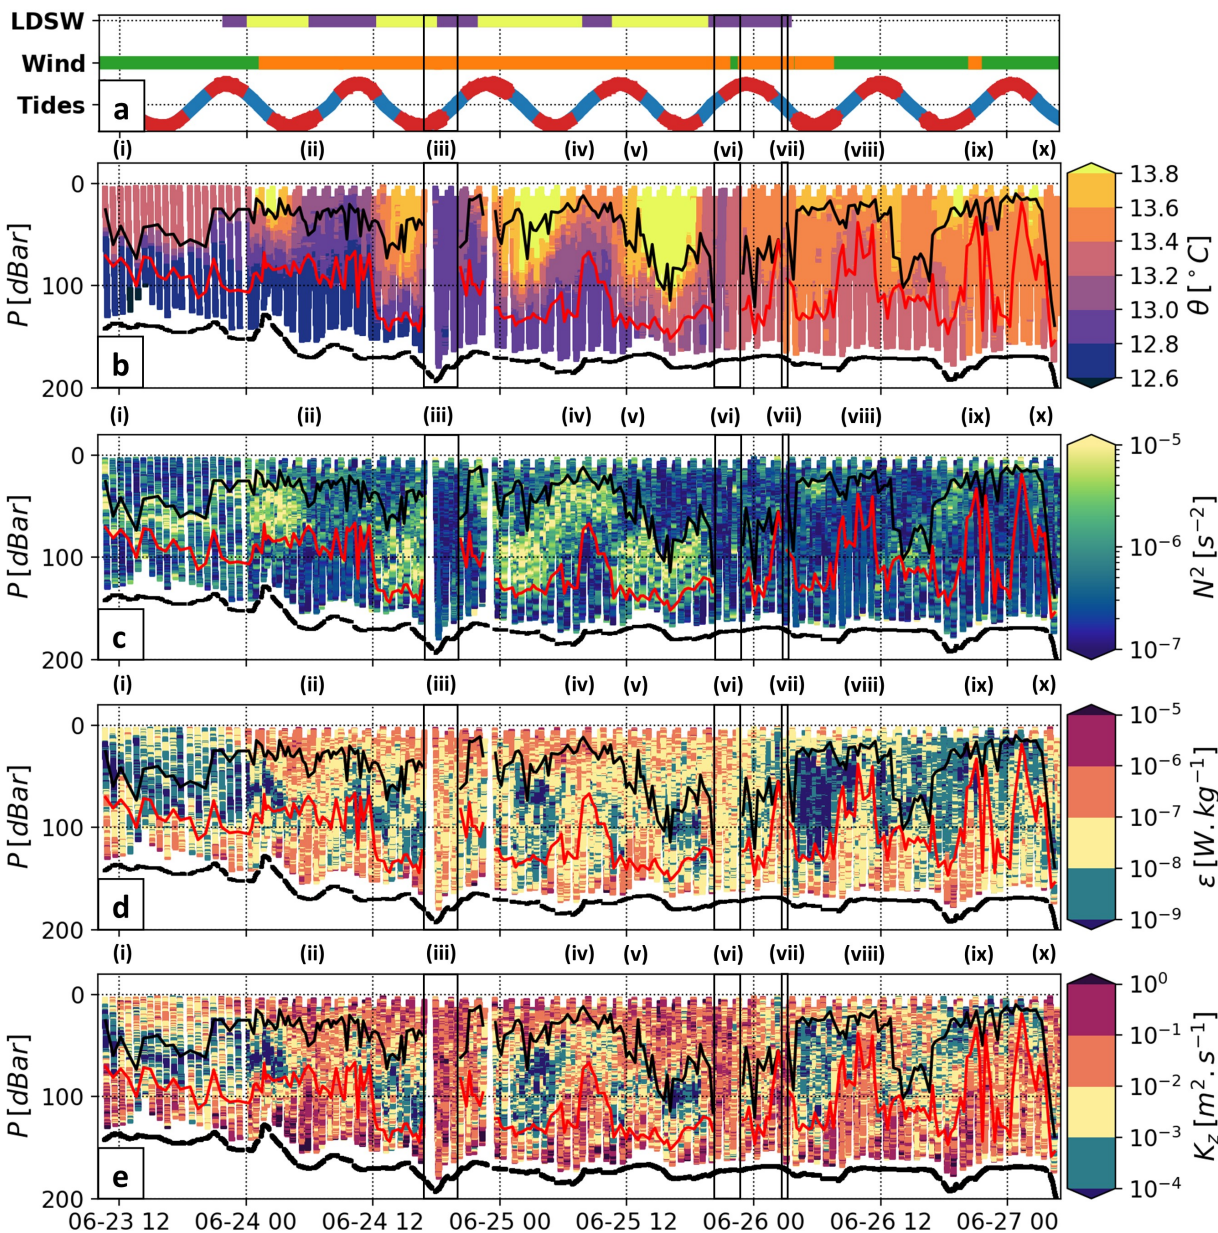 LDSW
Wind
Tides
a
(i) (ii) (iii) (iv) (v) (vi) (vii) (viii) (ix) (x)
0
100
200
P [dBar]
b
13.8
13.6
13.4
13.2
13.0
12.8
12.6
θ [°C]
(i) (ii) (iii) (iv) (v) (vi) (vii) (viii) (ix) (x)
0
100
200
P [dBar]
c
10⁻⁵
10⁻⁶
10⁻⁷
N² [s⁻²]
(i) (ii) (iii) (iv) (v) (vi) (vii) (viii) (ix) (x)
0
100
200
P [dBar]
d
10⁻⁵
10⁻⁶
10⁻⁷
10⁻⁸
10⁻⁹
ε [W.kg⁻¹]
(i) (ii) (iii) (iv) (v) (vi) (vii) (viii) (ix) (x)
0
100
200
P [dBar]
e
10⁰
10⁻¹
10⁻²
10⁻³
10⁻⁴
K_z [m².s⁻¹]
06-23 12 06-24 00 06-24 12 06-25 00 06-25 12 06-26 00 06-26 12 06-27 00